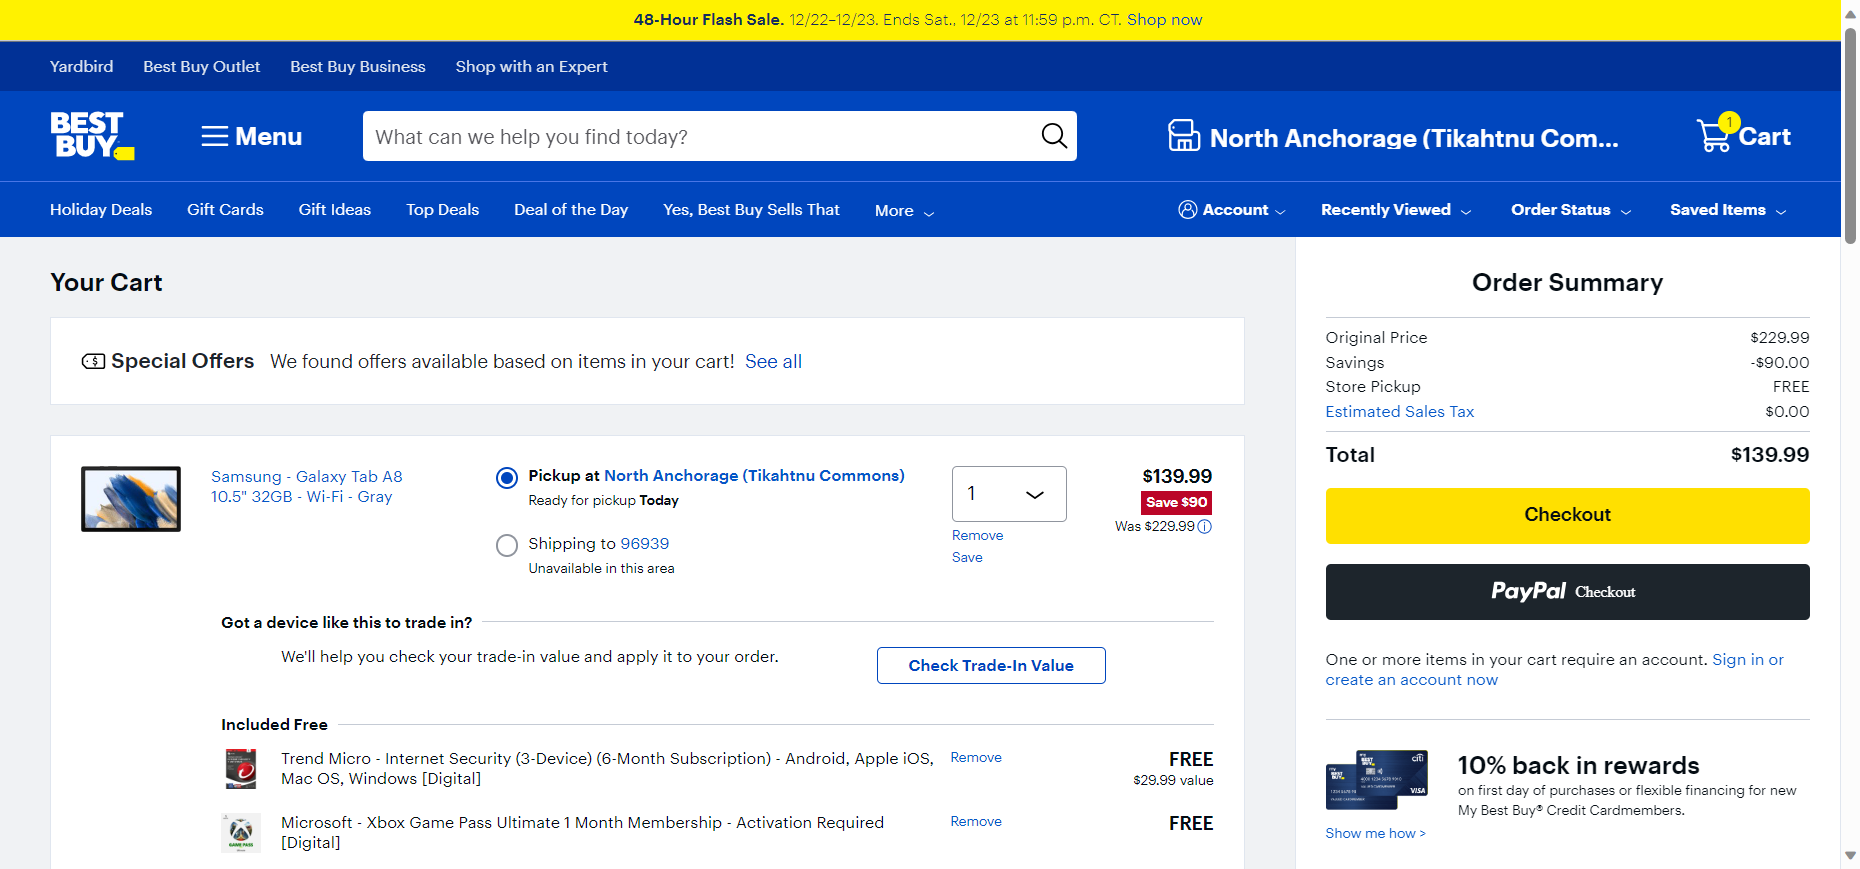 48-Hour Flash Sale. 12/22–12/23. Ends Sat., 12/23 at 11:59 p.m. CT. Shop now
Yardbird Best Buy Outlet Best Buy Business Shop with an Expert
BEST BUY
Menu
What can we help you find today?
North Anchorage (Tikahtnu Com...
1
Cart
Holiday Deals Gift Cards Gift Ideas Top Deals Deal of the Day Yes, Best Buy Sells That More
Account Recently Viewed Order Status Saved Items
Your Cart
Special Offers We found offers available based on items in your cart! See all
Samsung - Galaxy Tab A8
10.5" 32GB - Wi-Fi - Gray
Pickup at North Anchorage (Tikahtnu Commons)
Ready for pickup Today
Shipping to 96939
Unavailable in this area
1
Remove
Save
$139.99
Save $90
Was $229.99
Got a device like this to trade in?
We'll help you check your trade-in value and apply it to your order.
Check Trade-In Value
Included Free
Trend Micro - Internet Security (3-Device) (6-Month Subscription) - Android, Apple iOS,
Mac OS, Windows [Digital]
Remove
FREE
$29.99 value
Microsoft - Xbox Game Pass Ultimate 1 Month Membership - Activation Required
[Digital]
Remove
FREE
GAME PASS
Order Summary
Original Price $229.99
Savings -$90.00
Store Pickup FREE
Estimated Sales Tax $0.00
Total $139.99
Checkout
PayPal Checkout
One or more items in your cart require an account. Sign in or
create an account now
citi
VISA
10% back in rewards
on first day of purchases or flexible financing for new
My Best Buy® Credit Cardmembers.
Show me how >